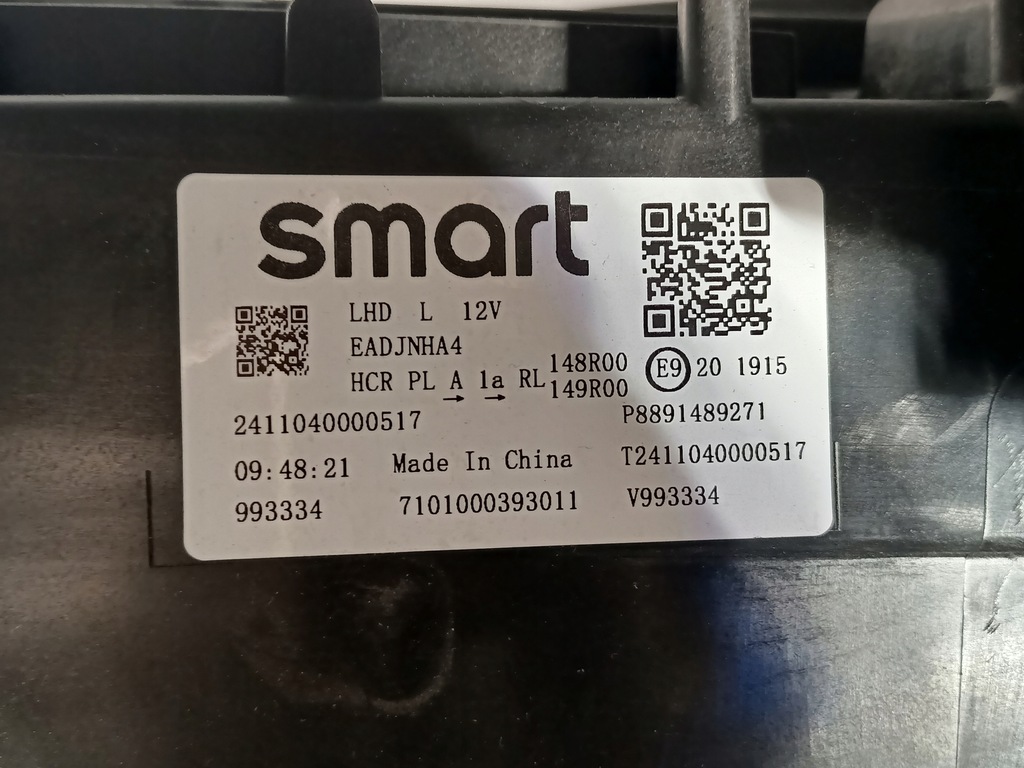 smart
LHD L 12V
EADJNHA4
HCR PL A 1a RL 148R00 149R00 E9 20 1915
2411040000517 P8891489271
09:48:21 Made In China T2411040000517
993334 7101000393011 V993334